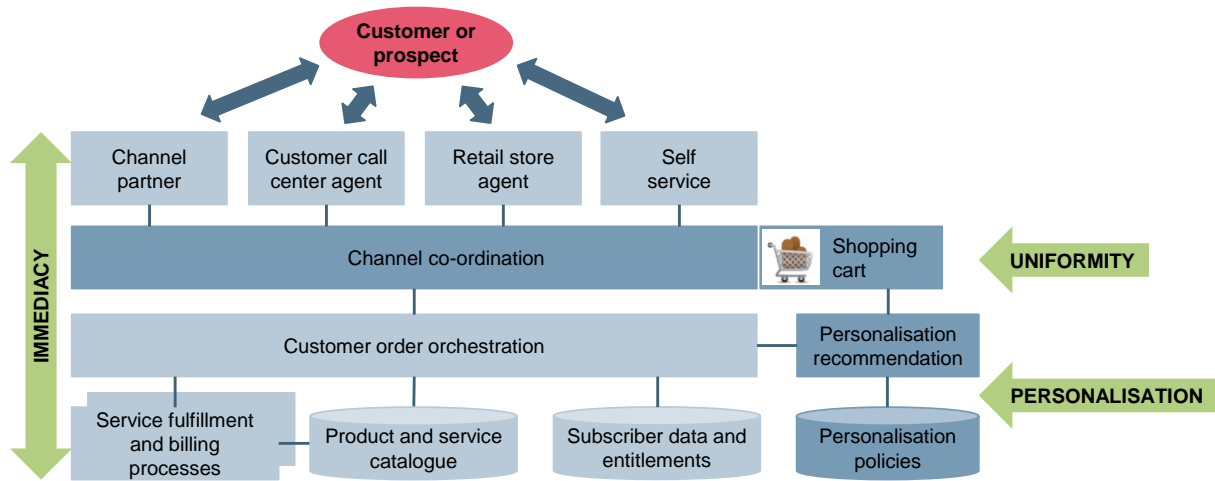 Customer or
prospect
Channel
partner
Customer call
center agent
Retail store
agent
Self
service
Channel co-ordination
Shopping
cart
UNIFORMITY
IMMEDIACY
Customer order orchestration
Personalisation
recommendation
PERSONALISATION
Service fulfillment
and billing
processes
Product and service
catalogue
Subscriber data and
entitlements
Personalisation
policies